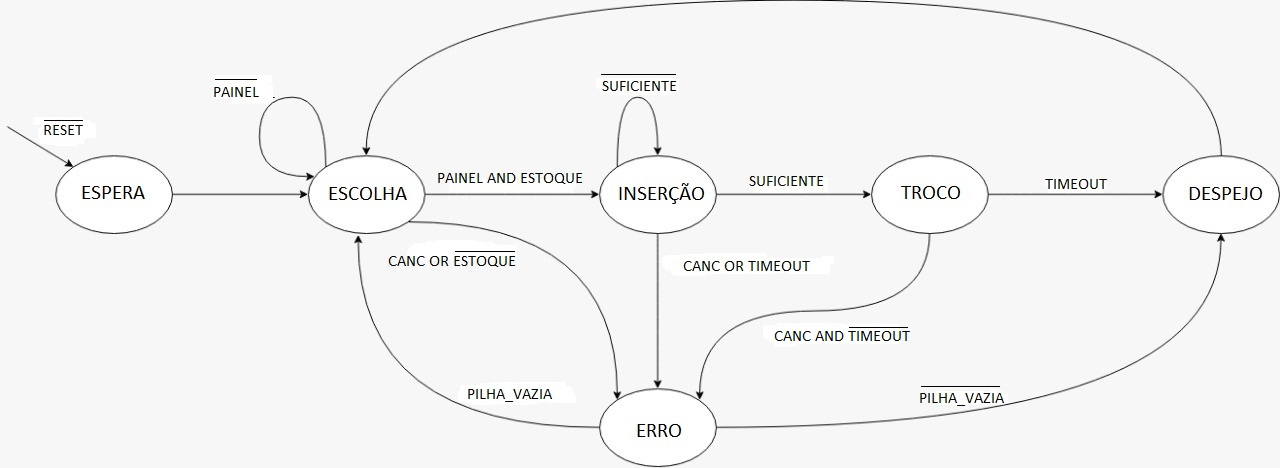 PAINEL
SUFICIENTE
RESET
PAINEL AND ESTOQUE
SUFICIENTE
TIMEOUT
ESPERA
ESCOLHA
INSERÇÃO
TROCO
DESPEJO
CANC OR ESTOQUE
CANC OR TIMEOUT
CANC AND TIMEOUT
PILHA_VAZIA
PILHA_VAZIA
ERRO